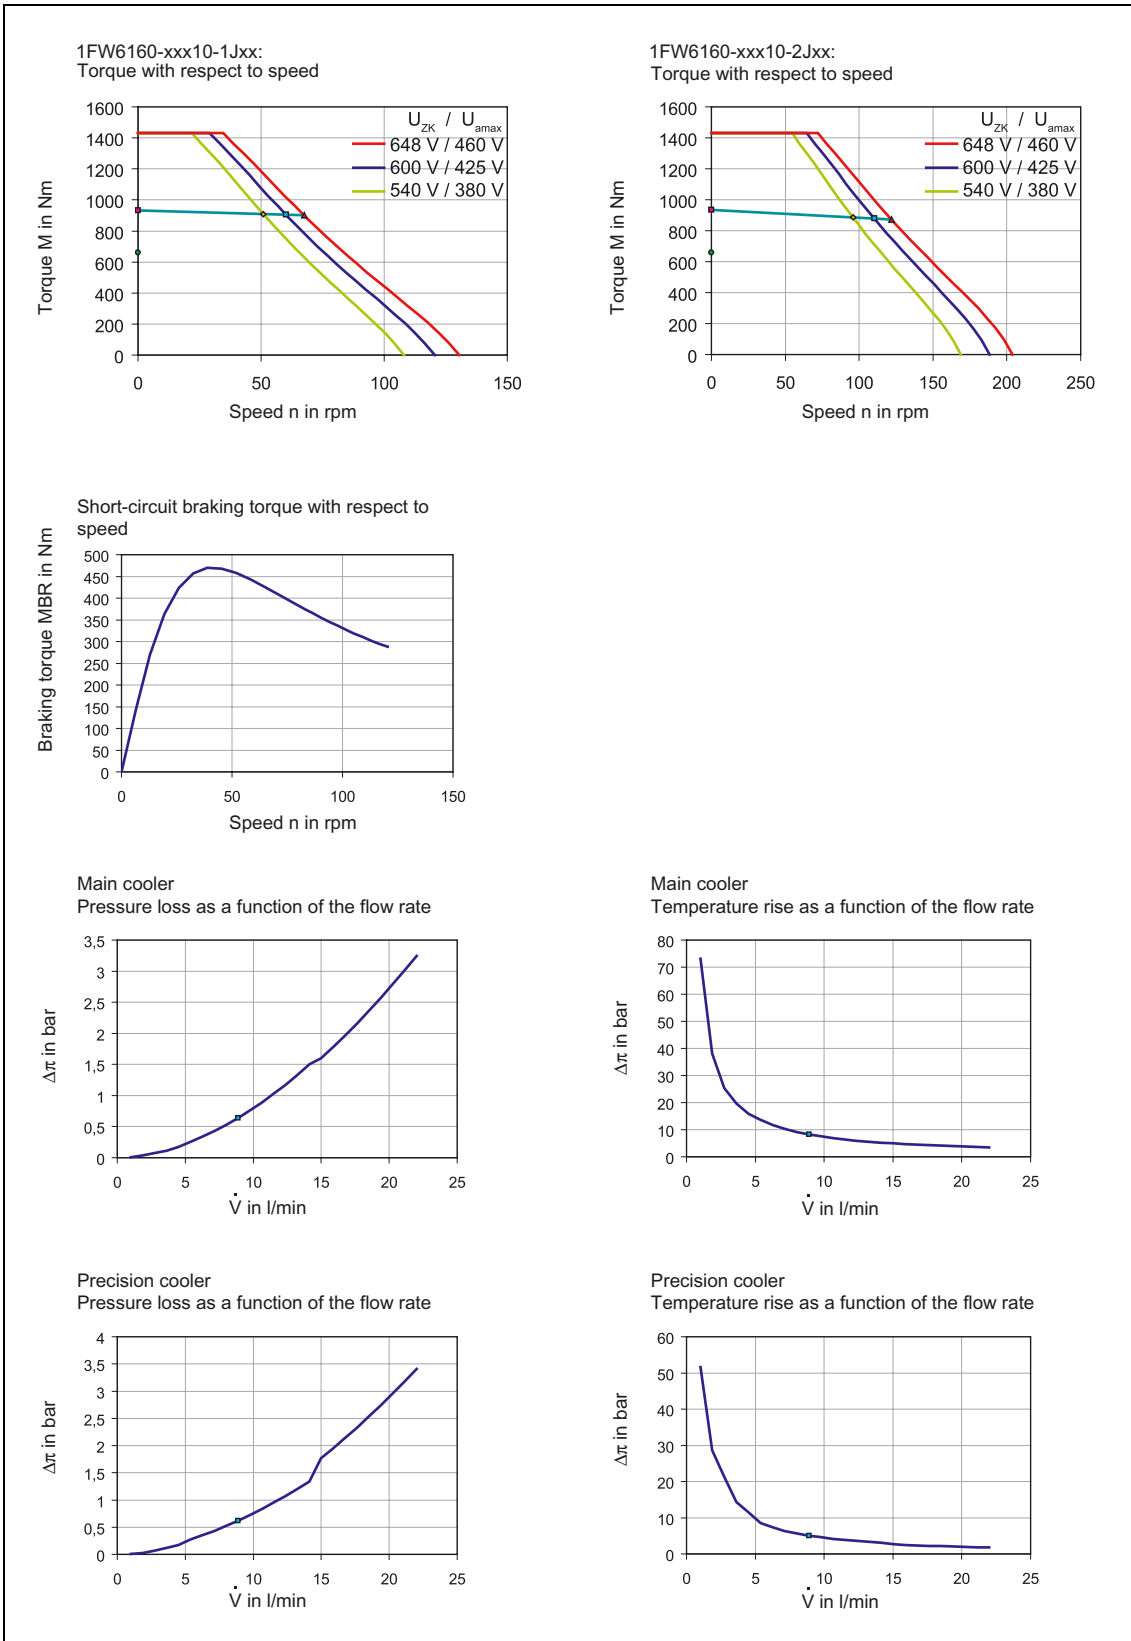 1FW6160-xxx10-1Jxx:
Torque with respect to speed
1600
1400
1200
1000
800
600
400
200
0
Torque M in Nm
U_ZK / U_amax
648 V / 460 V
600 V / 425 V
540 V / 380 V
0 50 100 150
Speed n in rpm
1FW6160-xxx10-2Jxx:
Torque with respect to speed
1600
1400
1200
1000
800
600
400
200
0
Torque M in Nm
U_ZK / U_amax
648 V / 460 V
600 V / 425 V
540 V / 380 V
0 50 100 150 200 250
Speed n in rpm
Short-circuit braking torque with respect to
speed
500
450
400
350
300
250
200
150
100
50
0
Braking torque MBR in Nm
0 50 100 150
Speed n in rpm
Main cooler
Pressure loss as a function of the flow rate
3,5
3
2,5
2
1,5
1
0,5
0
Δπ in bar
0 5 10 15 20 25
V̇ in l/min
Main cooler
Temperature rise as a function of the flow rate
80
70
60
50
40
30
20
10
0
Δπ in bar
0 5 10 15 20 25
V̇ in l/min
Precision cooler
Pressure loss as a function of the flow rate
4
3,5
3
2,5
2
1,5
1
0,5
0
Δπ in bar
0 5 10 15 20 25
V̇ in l/min
Precision cooler
Temperature rise as a function of the flow rate
60
50
40
30
20
10
0
Δπ in bar
0 5 10 15 20 25
V̇ in l/min